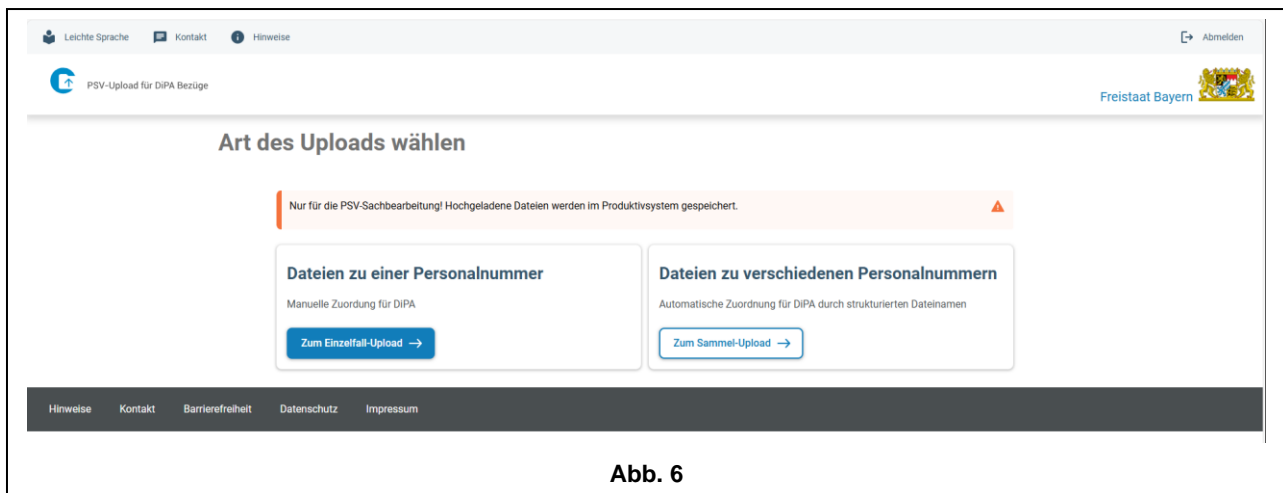 Leichte Sprache Kontakt Hinweise Abmelden
PSV-Upload für DiPA Bezüge
Freistaat Bayern
Art des Uploads wählen
Nur für die PSV-Sachbearbeitung! Hochgeladene Dateien werden im Produktivsystem gespeichert.
Dateien zu einer Personalnummer
Manuelle Zuordung für DiPA
Zum Einzelfall-Upload →
Dateien zu verschiedenen Personalnummern
Automatische Zuordnung für DiPA durch strukturierten Dateinamen
Zum Sammel-Upload →
Hinweise Kontakt Barrierefreiheit Datenschutz Impressum
Abb. 6